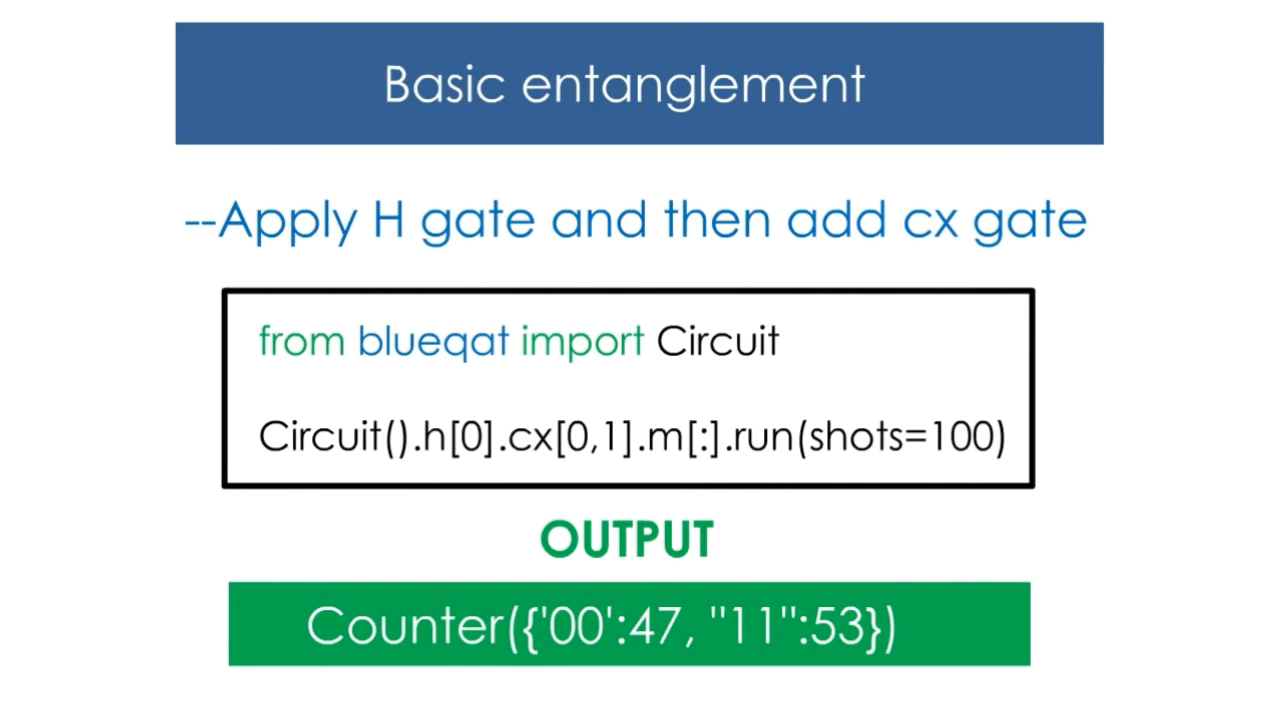 Basic entanglement
--Apply H gate and then add cx gate
from blueqat import Circuit
Circuit().h[0].cx[0,1].m[:].run(shots=100)
OUTPUT
Counter({'00':47, "11":53})